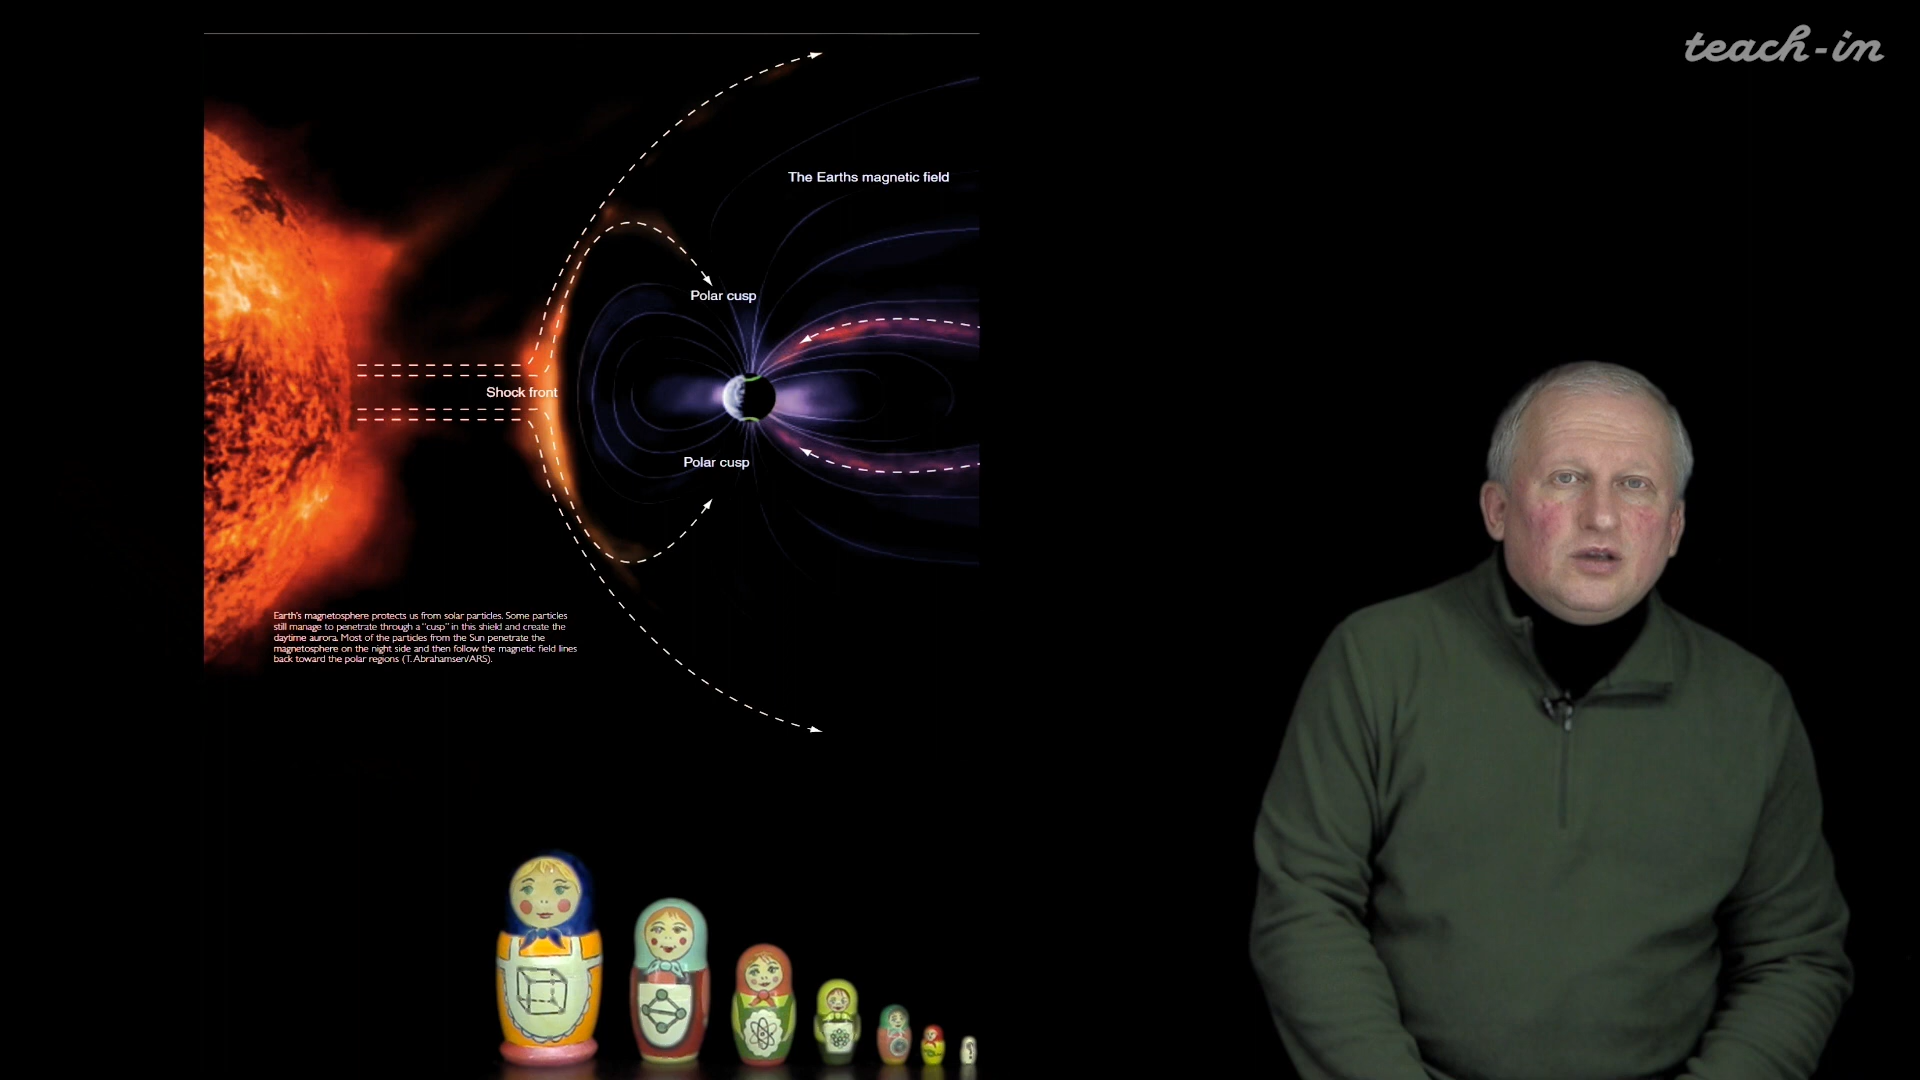 teach-in
The Earths magnetic field
Polar cusp
Shock front
Polar cusp
Earth's magnetosphere protects us from solar particles. Some particles
still manage to penetrate through a "cusp" in this shield and create the
daytime aurora. Most of the particles from the Sun penetrate the
magnetosphere on the night side and then follow the magnetic field lines
back toward the polar regions (T. Abrahamsen/ARS).